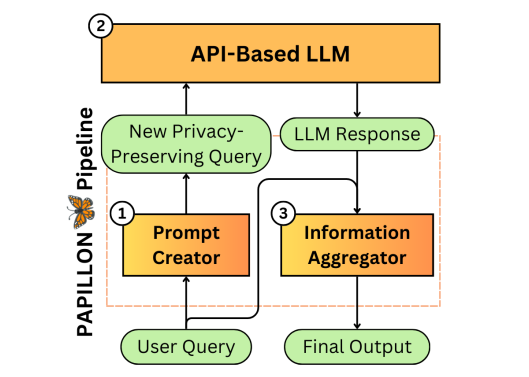 2
API-Based LLM
New Privacy-
Preserving Query
LLM Response
PAPILLON Pipeline
1
Prompt
Creator
3
Information
Aggregator
User Query
Final Output